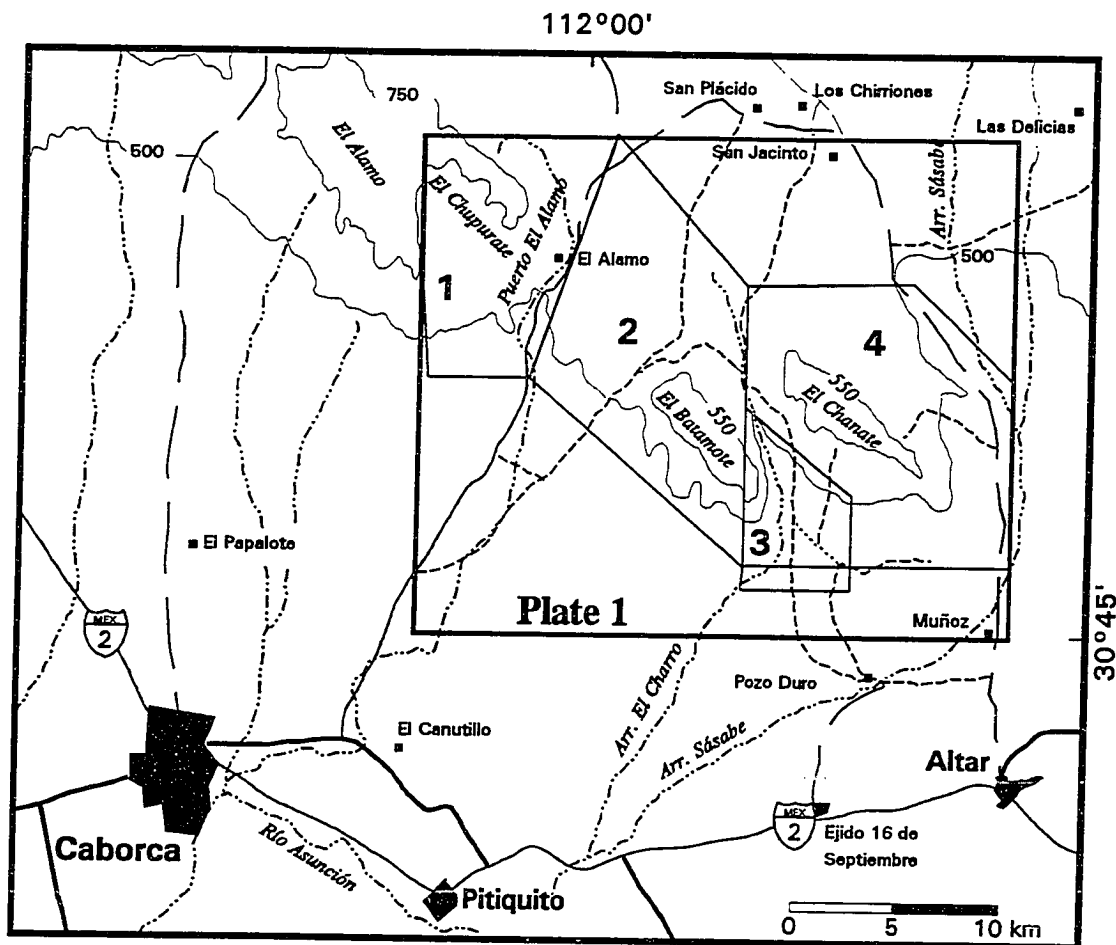 112°00'
San Plácido
Los Chirriones
750
Las Delicias
500
El Alamo
San Jacinto
Arr. Sásabe
El Chupurate
Puerto El Alamo
El Alamo
500
1
2
4
550
El Chanate
550
El Batamote
El Papalote
3
MEX
2
Plate 1
Muñoz
30°45'
Pozo Duro
Arr. El Charro
El Canutillo
Arr. Sásabe
Altar
MEX
2
Ejido 16 de
Septiembre
Caborca
Río Asunción
Pitiquito
0 5 10 km